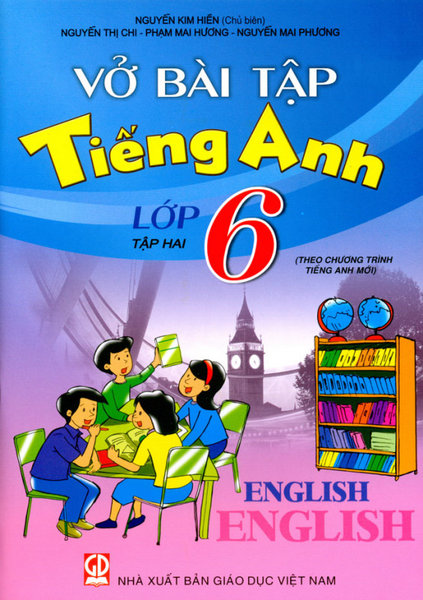 NGUYỄN KIM HIỀN (Chủ biên)
NGUYỄN THỊ CHI - PHẠM MAI HƯƠNG - NGUYỄN MAI PHƯƠNG
VỞ BÀI TẬP
Tiếng Anh
LỚP 6
TẬP HAI
(THEO CHƯƠNG TRÌNH
TIẾNG ANH MỚI)
ENGLISH
ENGLISH
GD
NHÀ XUẤT BẢN GIÁO DỤC VIỆT NAM